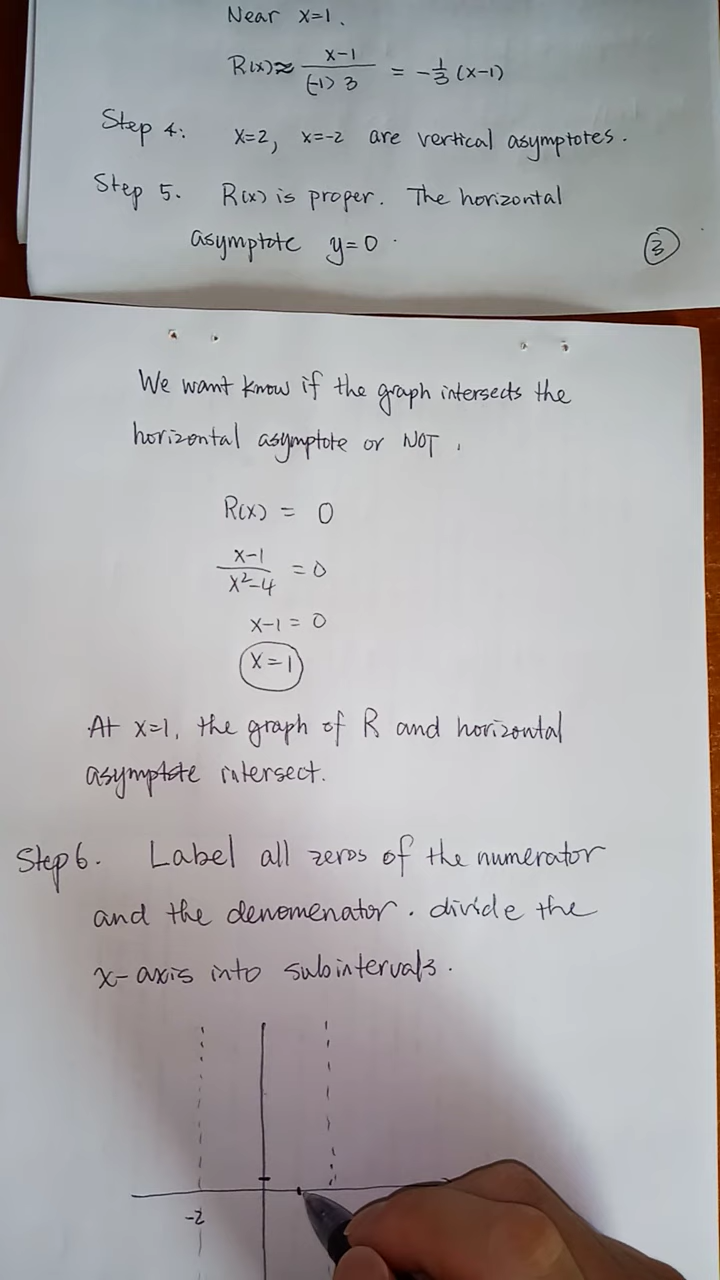 Near x=1.
R(x)≈ x-1 / (-1) 3 = -1/3 (x-1)
Step 4: x=2, x=-2 are vertical asymptotes.
Step 5. R(x) is proper. The horizontal
asymptote y=0.
3
We want know if the graph intersects the
horizontal asymptote or NOT.
R(x) = 0
x-1 / x²-4 = 0
x-1 = 0
x=1
At x=1, the graph of R and horizontal
asymptote intersect.
Step 6. Label all zeros of the numerator
and the denomenator. divide the
x-axis into subintervals.
-2